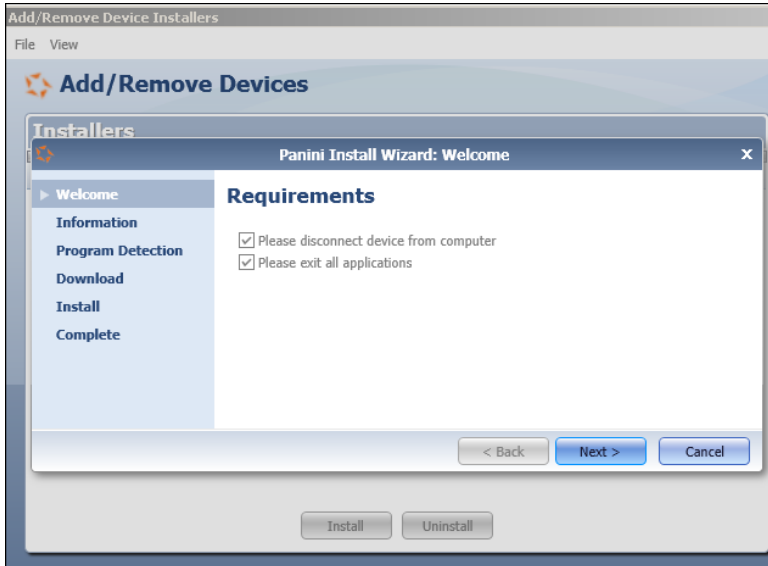 Add/Remove Device Installers
File View
Add/Remove Devices
Installers
Panini Install Wizard: Welcome x
Welcome
Information
Program Detection
Download
Install
Complete
Requirements
Please disconnect device from computer
Please exit all applications
< Back Next > Cancel
Install Uninstall